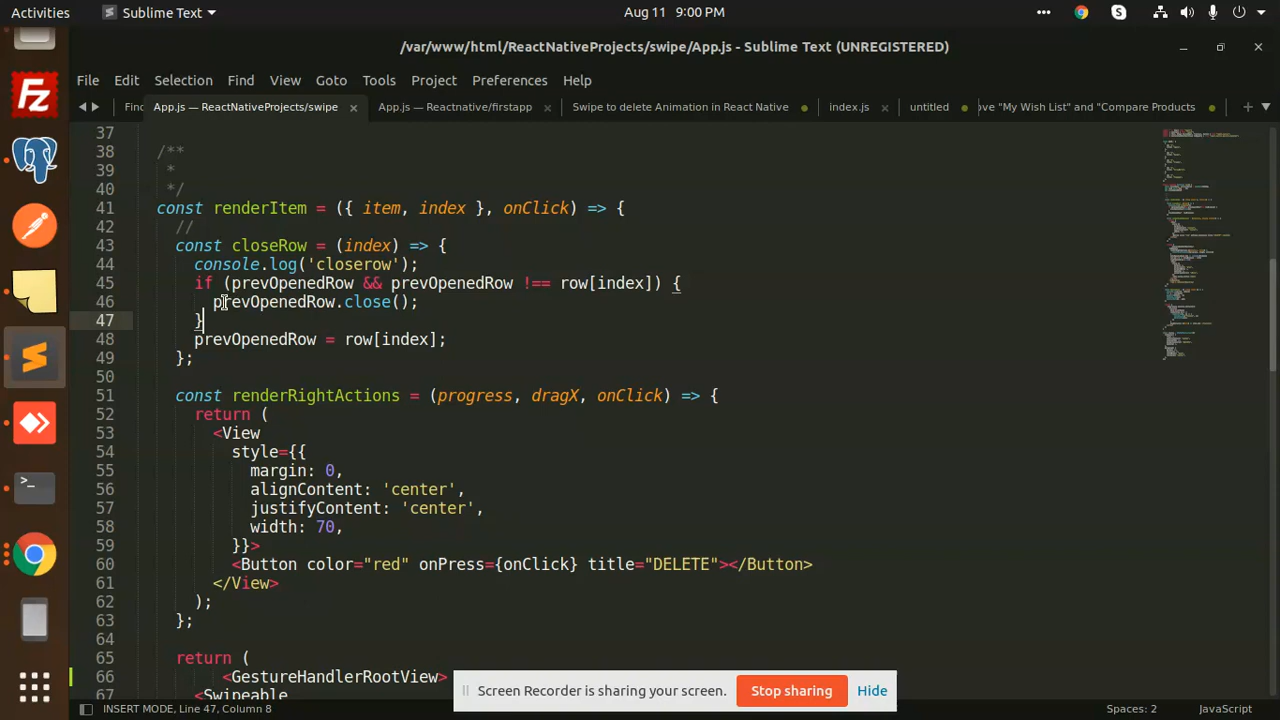 Activities
Sublime Text
Aug 11 9:00 PM
/var/www/html/ReactNativeProjects/swipe/App.js - Sublime Text (UNREGISTERED)
File Edit Selection Find View Goto Tools Project Preferences Help
Find App.js — ReactNativeProjects/swipe App.js — Reactnative/firstapp Swipe to delete Animation in React Native index.js untitled ove "My Wish List" and "Compare Products
37
38 /**
39 *
40 */
41 const renderItem = ({ item, index }, onClick) => {
42 //
43 const closeRow = (index) => {
44 console.log('closerow');
45 if (prevOpenedRow && prevOpenedRow !== row[index]) {
46 prevOpenedRow.close();
47 }
48 prevOpenedRow = row[index];
49 };
50
51 const renderRightActions = (progress, dragX, onClick) => {
52 return (
53 <View
54 style={{
55 margin: 0,
56 alignContent: 'center',
57 justifyContent: 'center',
58 width: 70,
59 }}>
60 <Button color="red" onPress={onClick} title="DELETE"></Button>
61 </View>
62 );
63 };
64
65 return (
66 <GestureHandlerRootView>
67 <Swipeable
Screen Recorder is sharing your screen. Stop sharing Hide
INSERT MODE, Line 47, Column 8 Spaces: 2 JavaScript